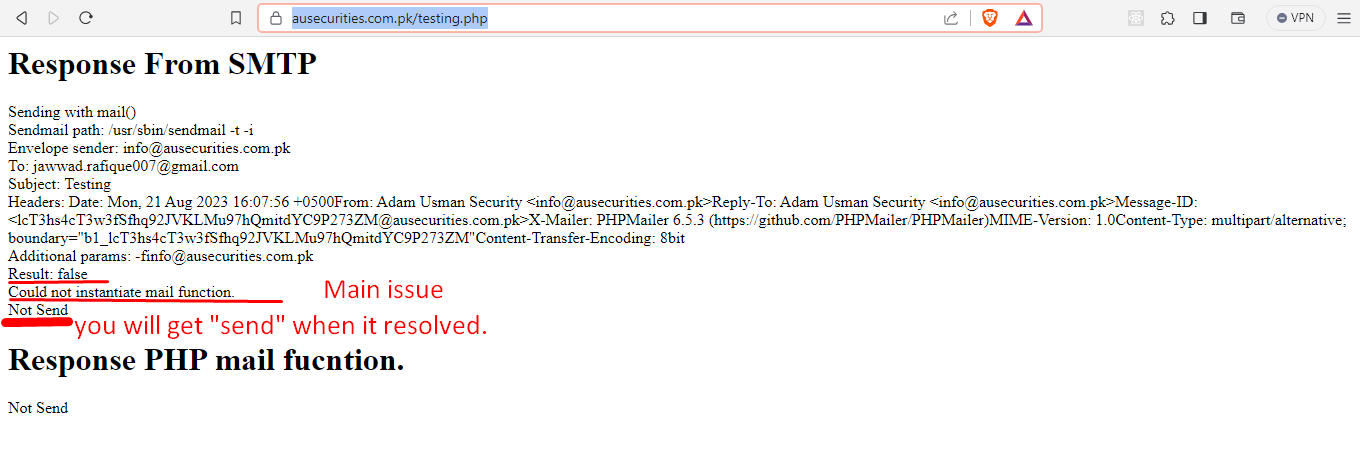 ausecurities.com.pk/testing.php
VPN
Response From SMTP
Sending with mail()
Sendmail path: /usr/sbin/sendmail -t -i
Envelope sender: info@ausecurities.com.pk
To: jawwad.rafique007@gmail.com
Subject: Testing
Headers: Date: Mon, 21 Aug 2023 16:07:56 +0500From: Adam Usman Security <info@ausecurities.com.pk>Reply-To: Adam Usman Security <info@ausecurities.com.pk>Message-ID:
<lcT3hs4cT3w3fSfhq92JVKLMu97hQmitdYC9P273ZM@ausecurities.com.pk>X-Mailer: PHPMailer 6.5.3 (https://github.com/PHPMailer/PHPMailer)MIME-Version: 1.0Content-Type: multipart/alternative;
boundary="b1_lcT3hs4cT3w3fSfhq92JVKLMu97hQmitdYC9P273ZM"Content-Transfer-Encoding: 8bit
Additional params: -finfo@ausecurities.com.pk
Result: false
Could not instantiate mail function.
Main issue
Not Send
you will get "send" when it resolved.
Response PHP mail fucntion.
Not Send